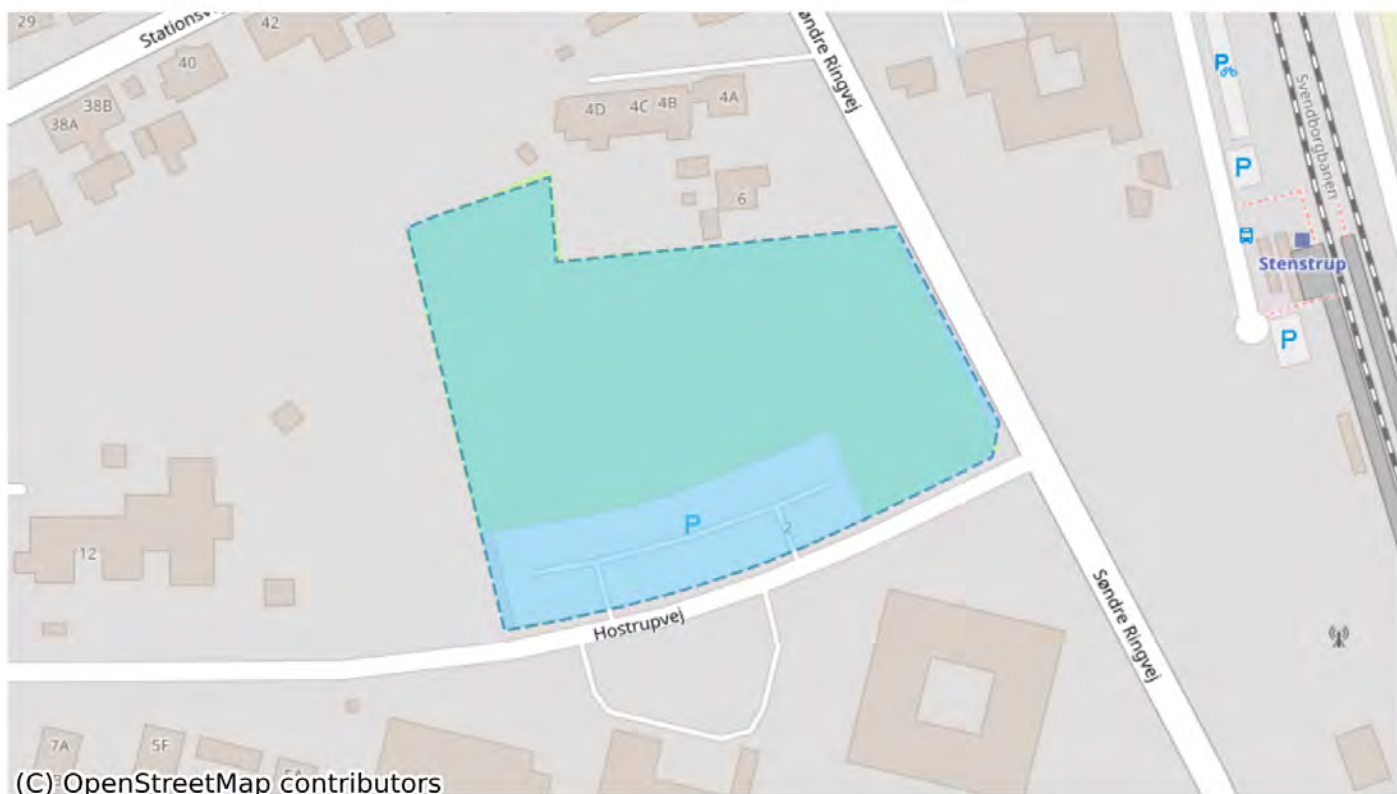 29
Stationsv
42
40
38B
38A
4D
4C
4B
4A
6
Søndre Ringvej
P
Svendborgbanen
P
Stenstrup
P
12
P
2
Hostrupvej
Søndre Ringvej
7A
5F
(C) OpenStreetMap contributors